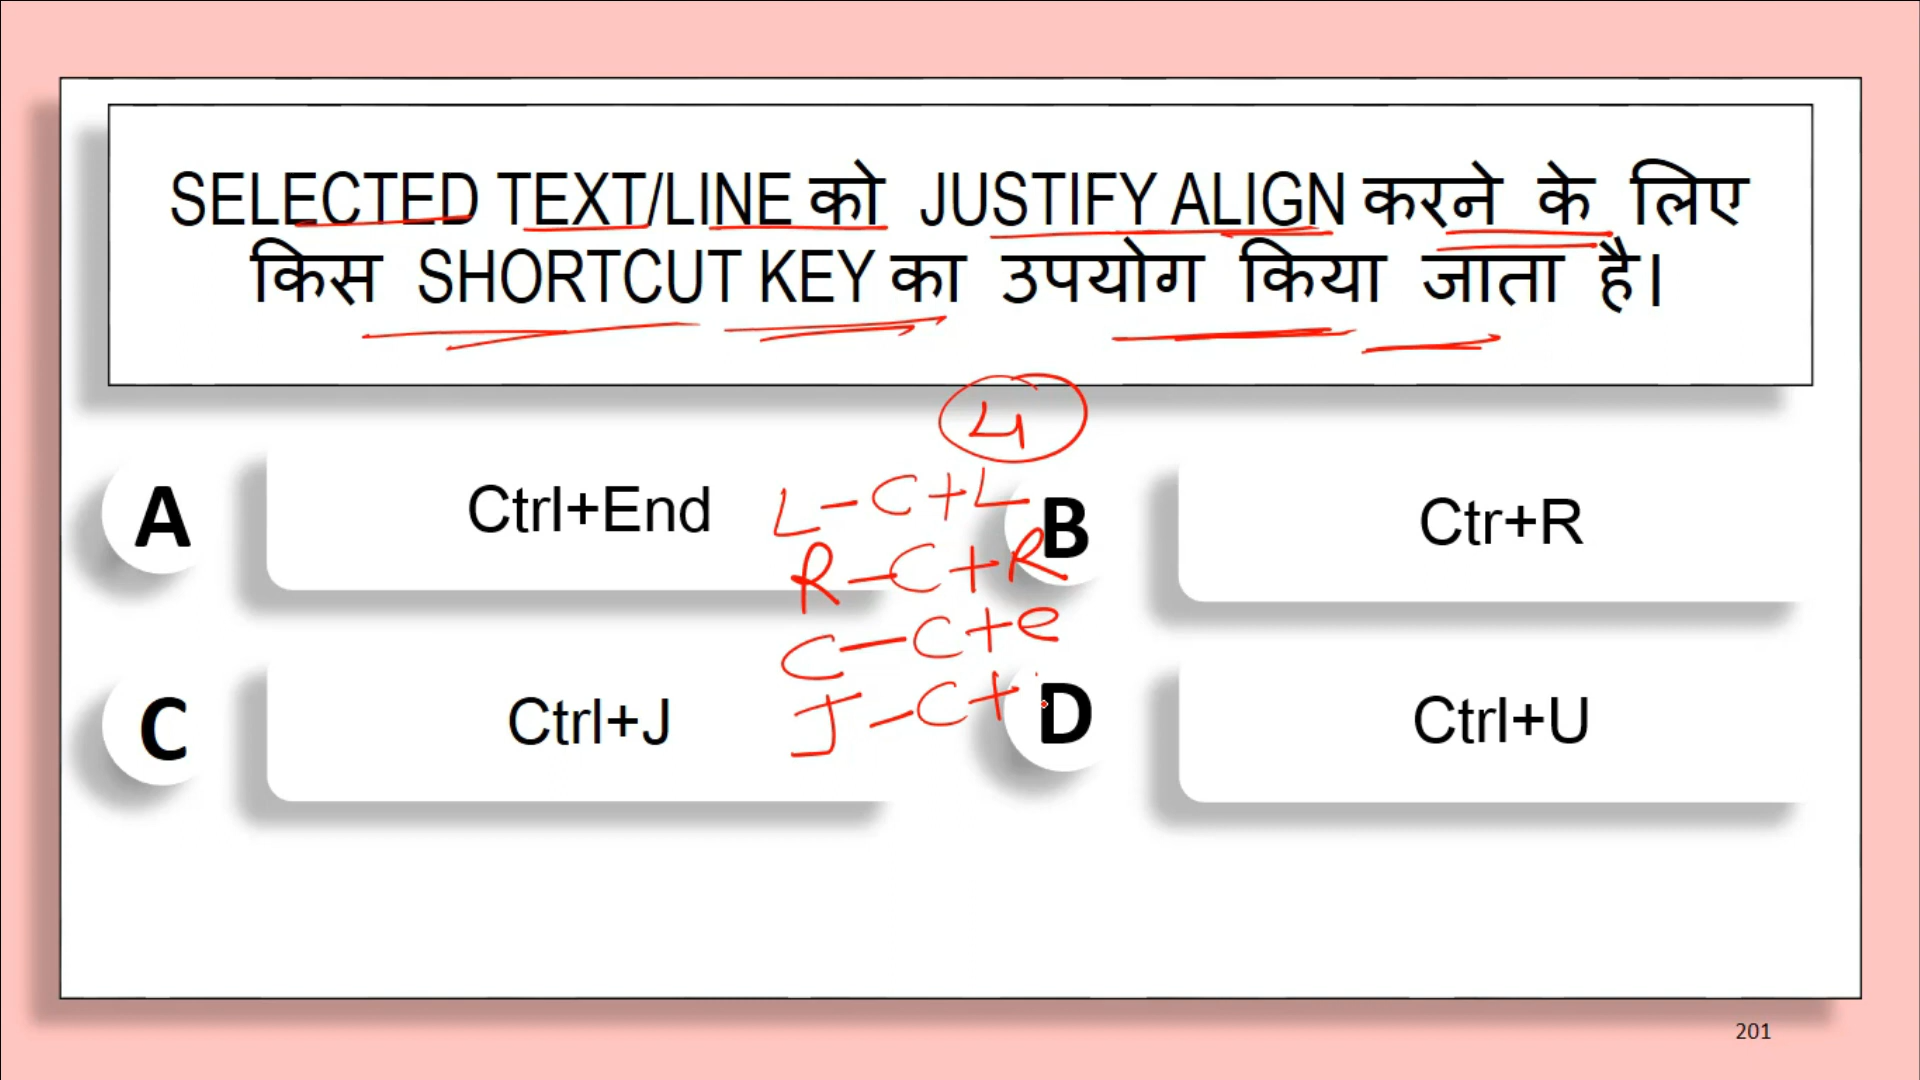 SELECTED TEXT/LINE को JUSTIFY ALIGN करने के लिए
किस SHORTCUT KEY का उपयोग किया जाता है।
4
A
Ctrl+End
L-C+L
B
Ctr+R
R-C+R
C-C+e
C
Ctrl+J
J-C+
D
Ctrl+U
201